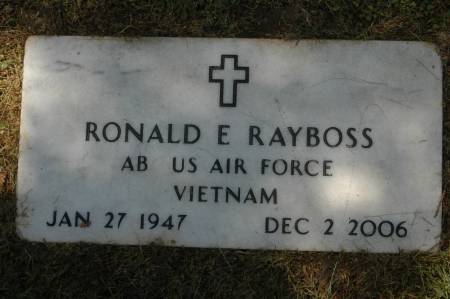 RONALD E RAYBOSS
AB US AIR FORCE
VIETNAM
JAN 27 1947 DEC 2 2006